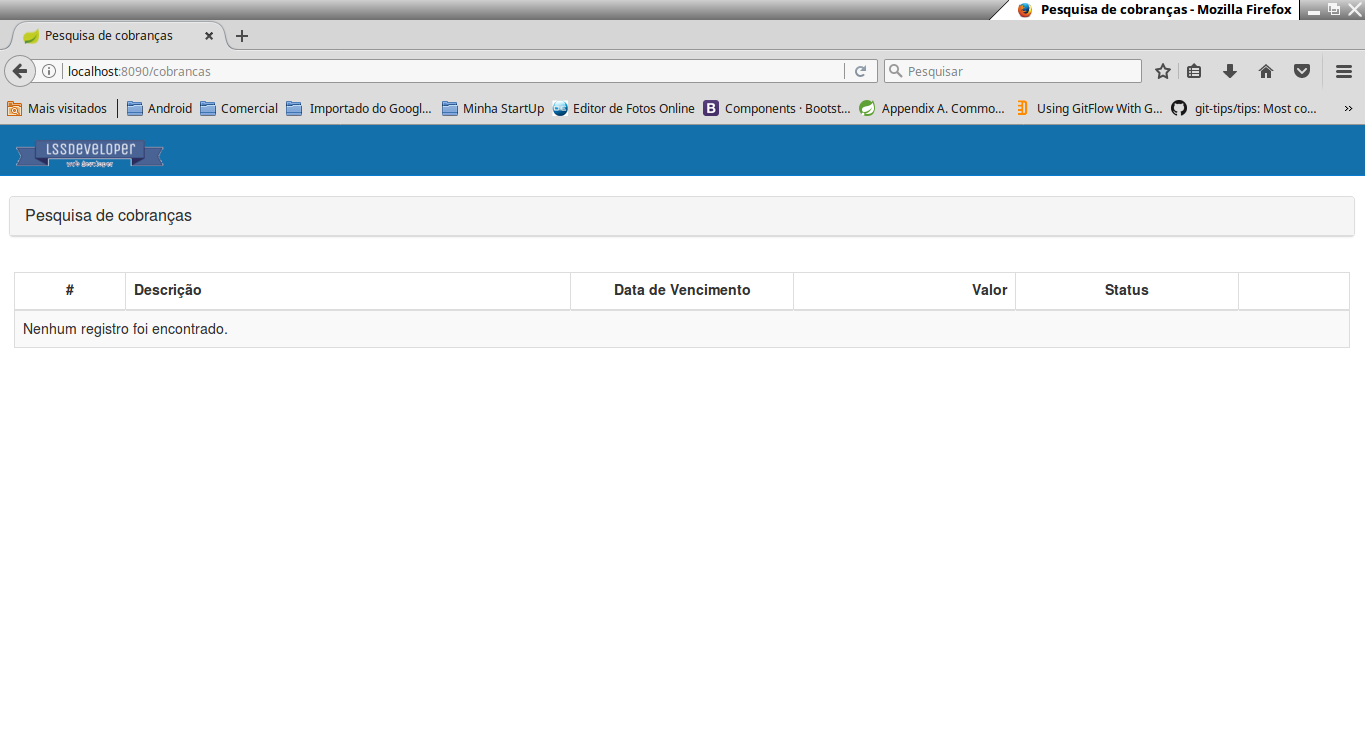 Pesquisa de cobranças - Mozilla Firefox
Pesquisa de cobranças
localhost:8090/cobrancas
Pesquisar
Mais visitados
Android
Comercial
Importado do Googl...
Minha StartUp
Editor de Fotos Online
Components · Bootst...
Appendix A. Commo...
Using GitFlow With G...
git-tips/tips: Most co...
LSSDEVELOPER
web developer
Pesquisa de cobranças
# Descrição Data de Vencimento Valor Status
Nenhum registro foi encontrado.